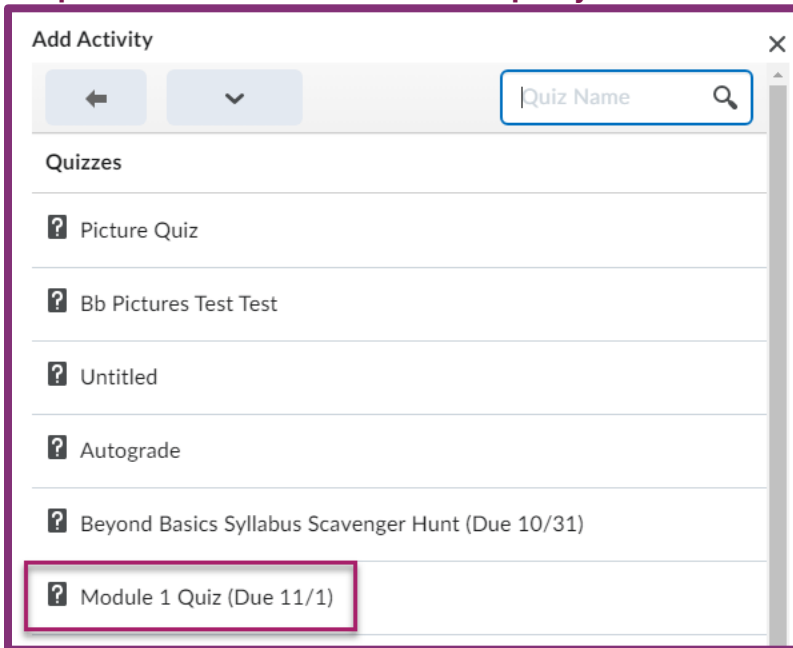 Add Activity
Quiz Name
Quizzes
Picture Quiz
Bb Pictures Test Test
Untitled
Autograde
Beyond Basics Syllabus Scavenger Hunt (Due 10/31)
Module 1 Quiz (Due 11/1)